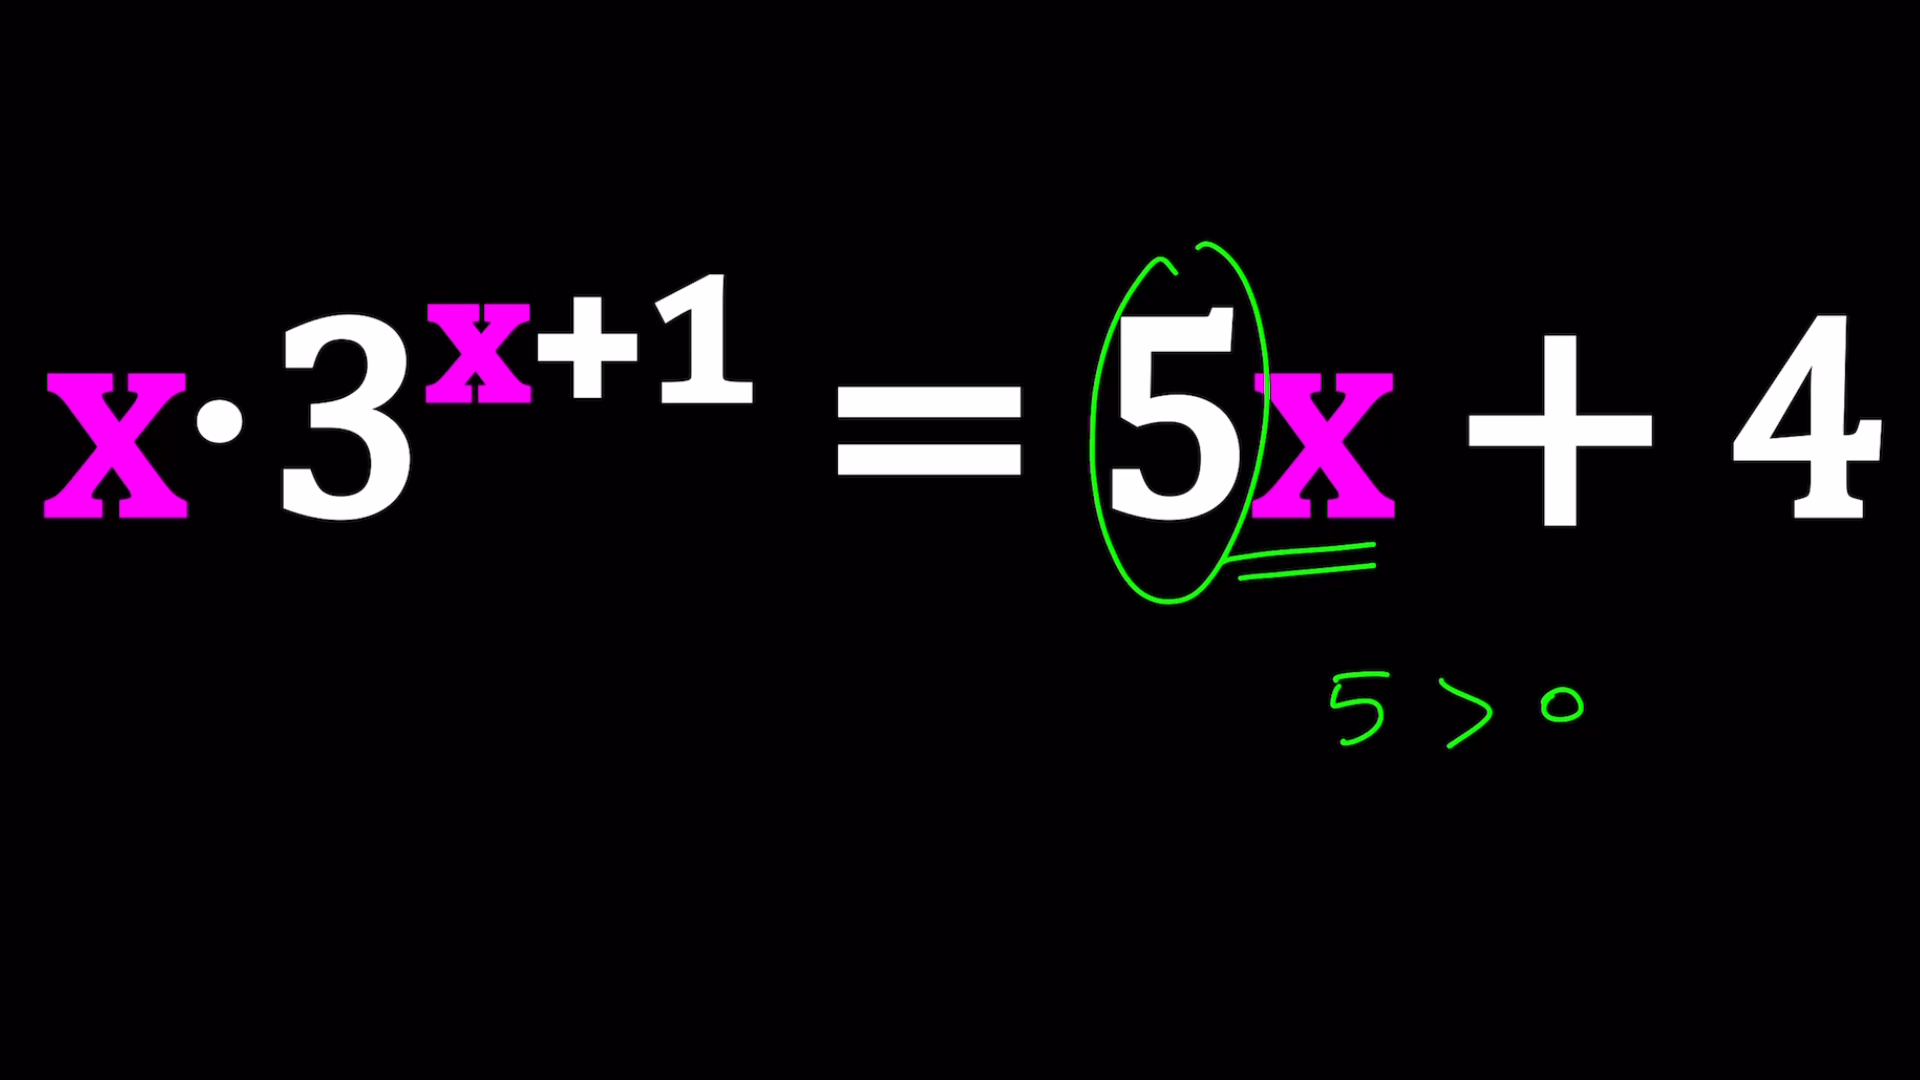 x·3^{x+1} = 5x + 4
5 > 0